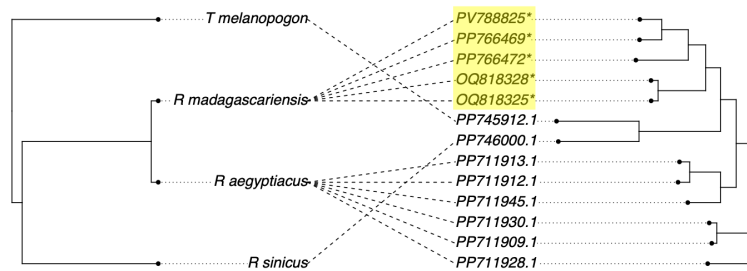 T melanopogon
R madagascariensis
R aegyptiacus
R sinicus
PV788825*
PP766469*
PP766472*
OQ818328*
OQ818325*
PP745912.1
PP746000.1
PP711913.1
PP711912.1
PP711945.1
PP711930.1
PP711909.1
PP711928.1